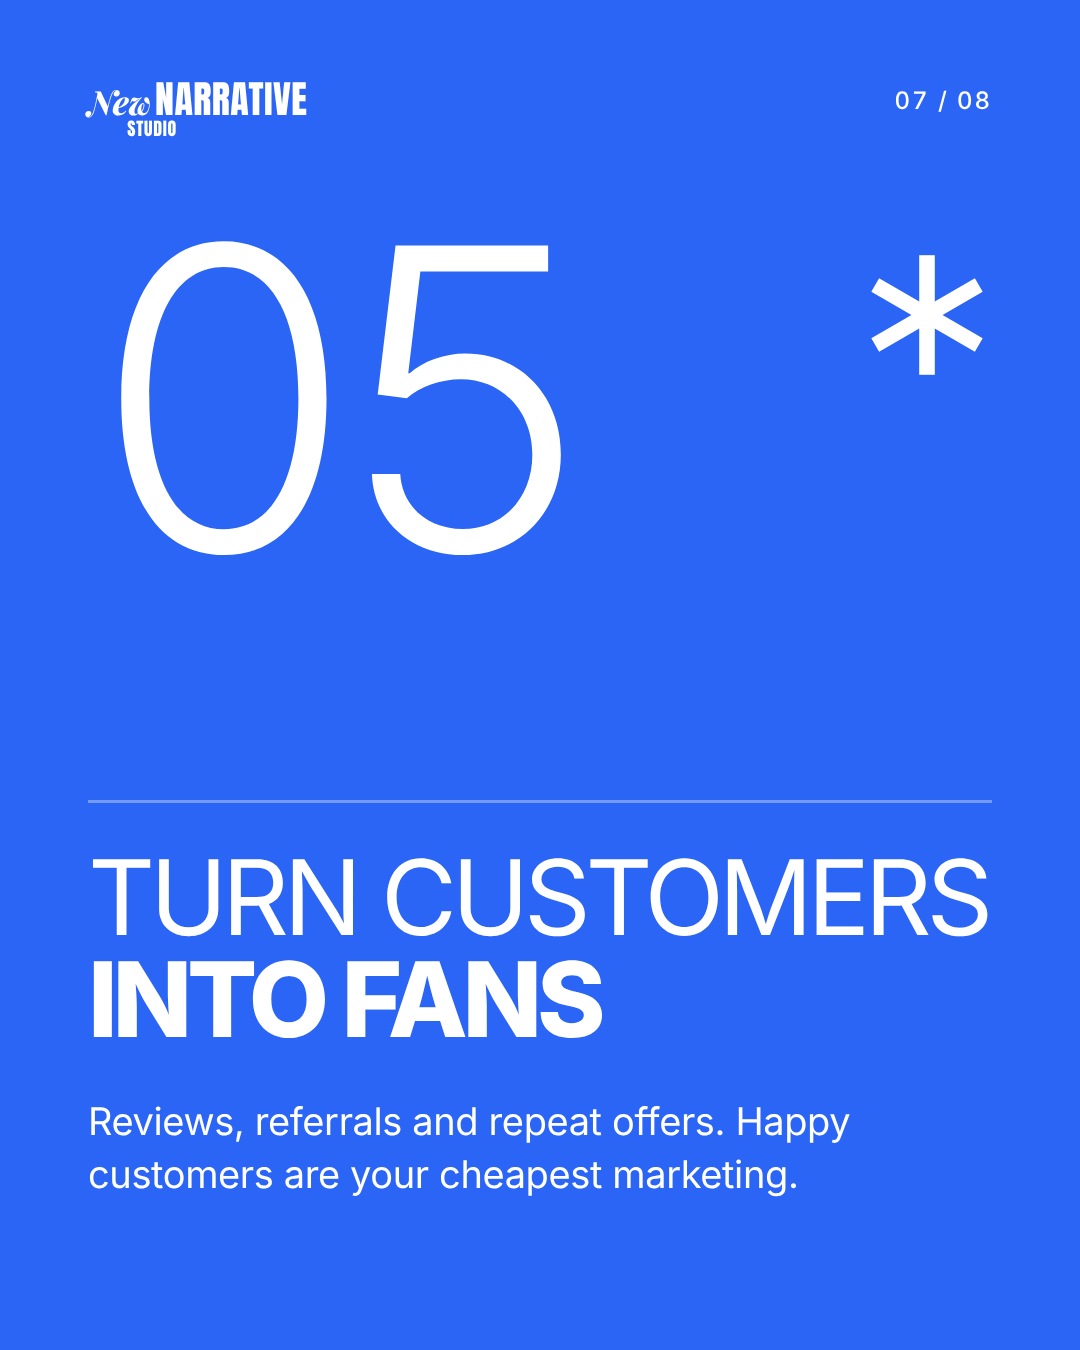 New NARRATIVE
STUDIO
07 / 08
05
*
TURN CUSTOMERS
INTO FANS
Reviews, referrals and repeat offers. Happy
customers are your cheapest marketing.